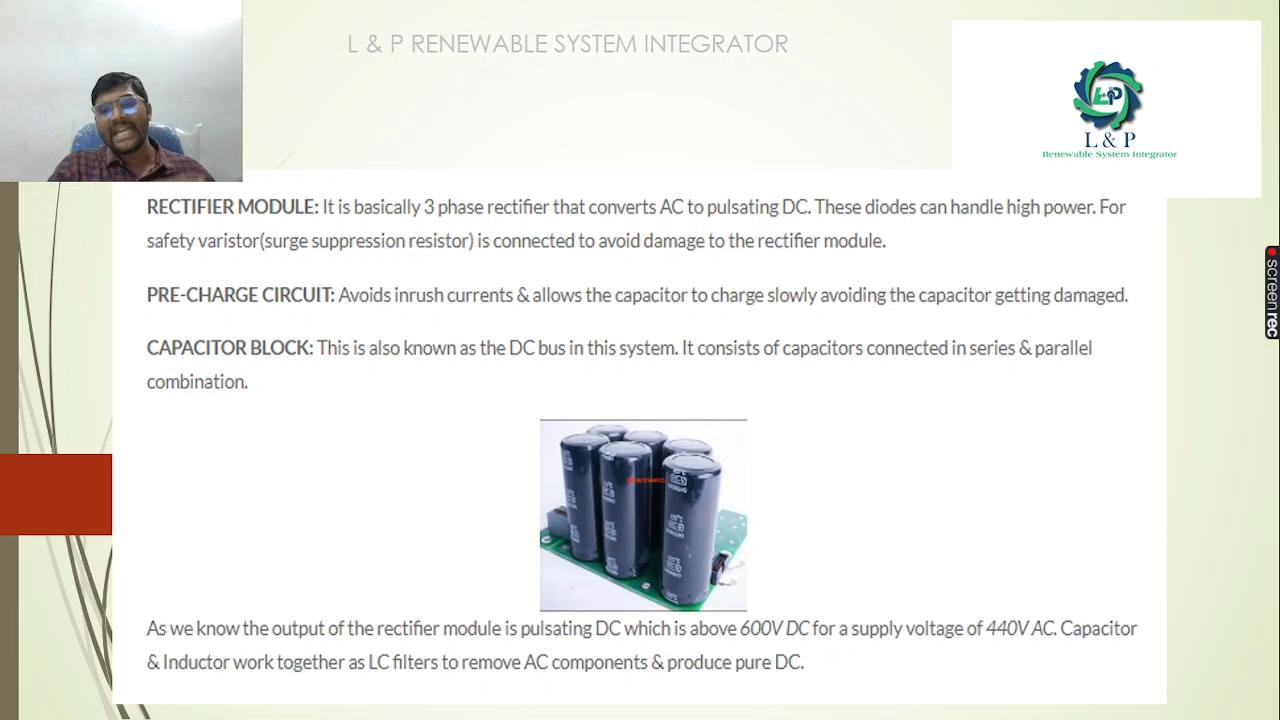 L & P RENEWABLE SYSTEM INTEGRATOR
L&P
L & P
Renewable System Integrator
RECTIFIER MODULE: It is basically 3 phase rectifier that converts AC to pulsating DC. These diodes can handle high power. For
safety varistor(surge suppression resistor) is connected to avoid damage to the rectifier module.
PRE-CHARGE CIRCUIT: Avoids inrush currents & allows the capacitor to charge slowly avoiding the capacitor getting damaged.
CAPACITOR BLOCK: This is also known as the DC bus in this system. It consists of capacitors connected in series & parallel
combination.
As we know the output of the rectifier module is pulsating DC which is above 600V DC for a supply voltage of 440V AC. Capacitor
& Inductor work together as LC filters to remove AC components & produce pure DC.
screenrec